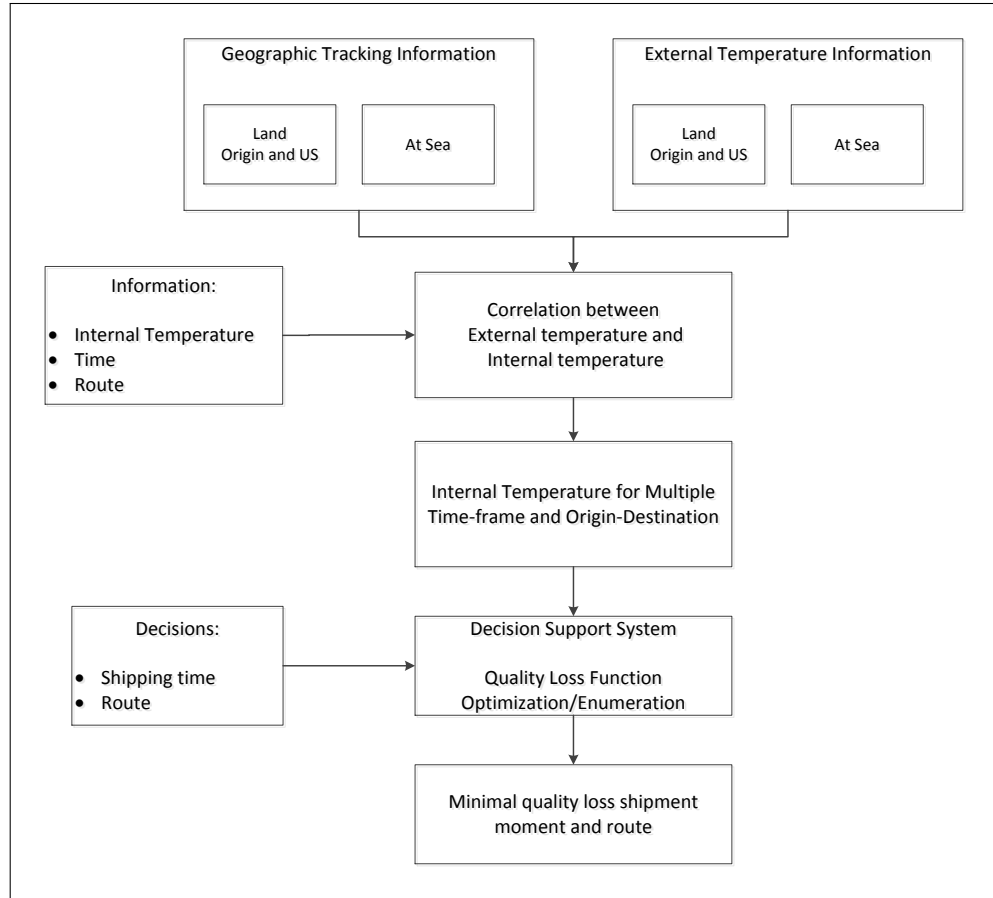 Geographic Tracking Information
Land
Origin and US
At Sea
External Temperature Information
Land
Origin and US
At Sea
Information:
• Internal Temperature
• Time
• Route
Correlation between
External temperature and
Internal temperature
Internal Temperature for Multiple
Time-frame and Origin-Destination
Decisions:
• Shipping time
• Route
Decision Support System
Quality Loss Function
Optimization/Enumeration
Minimal quality loss shipment
moment and route